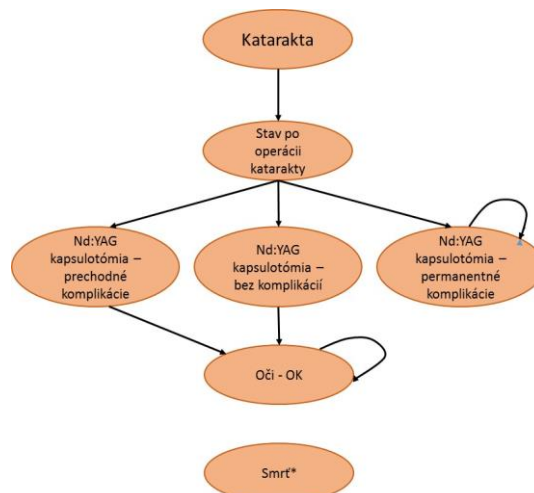 Katarakta
Stav po
operácii
katarakty
Nd:YAG
kapsulotómia –
prechodné
komplikácie
Nd:YAG
kapsulotómia –
bez komplikácií
Nd:YAG
kapsulotómia –
permanentné
komplikácie
Oči - OK
Smrť*